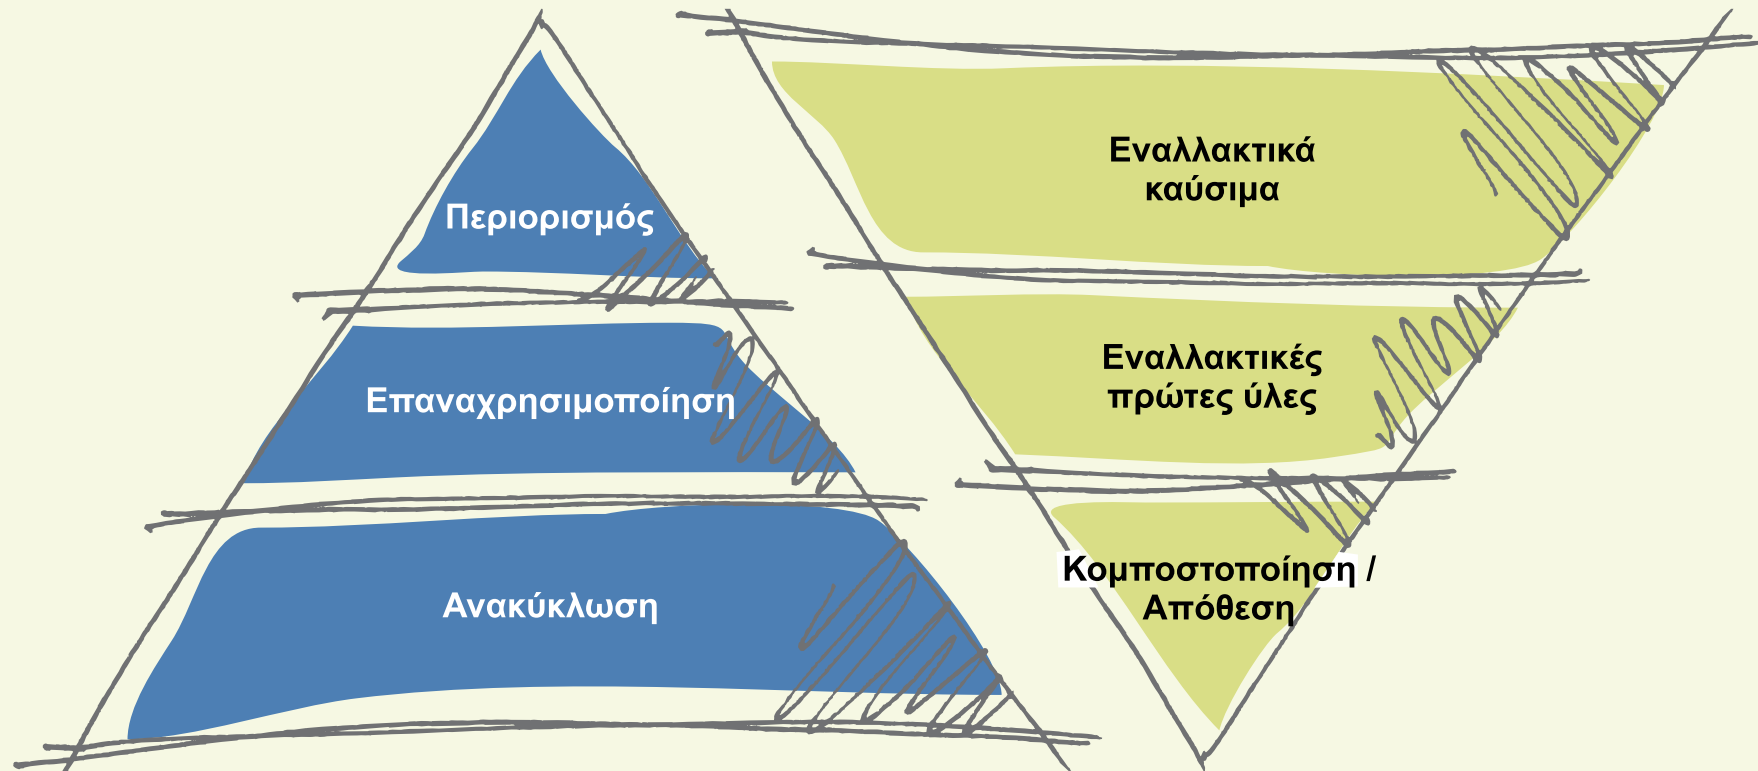 Περιορισμός
Επαναχρησιμοποίηση
Ανακύκλωση
Εναλλακτικά
καύσιμα
Εναλλακτικές
πρώτες ύλες
Κομποστοποίηση /
Απόθεση